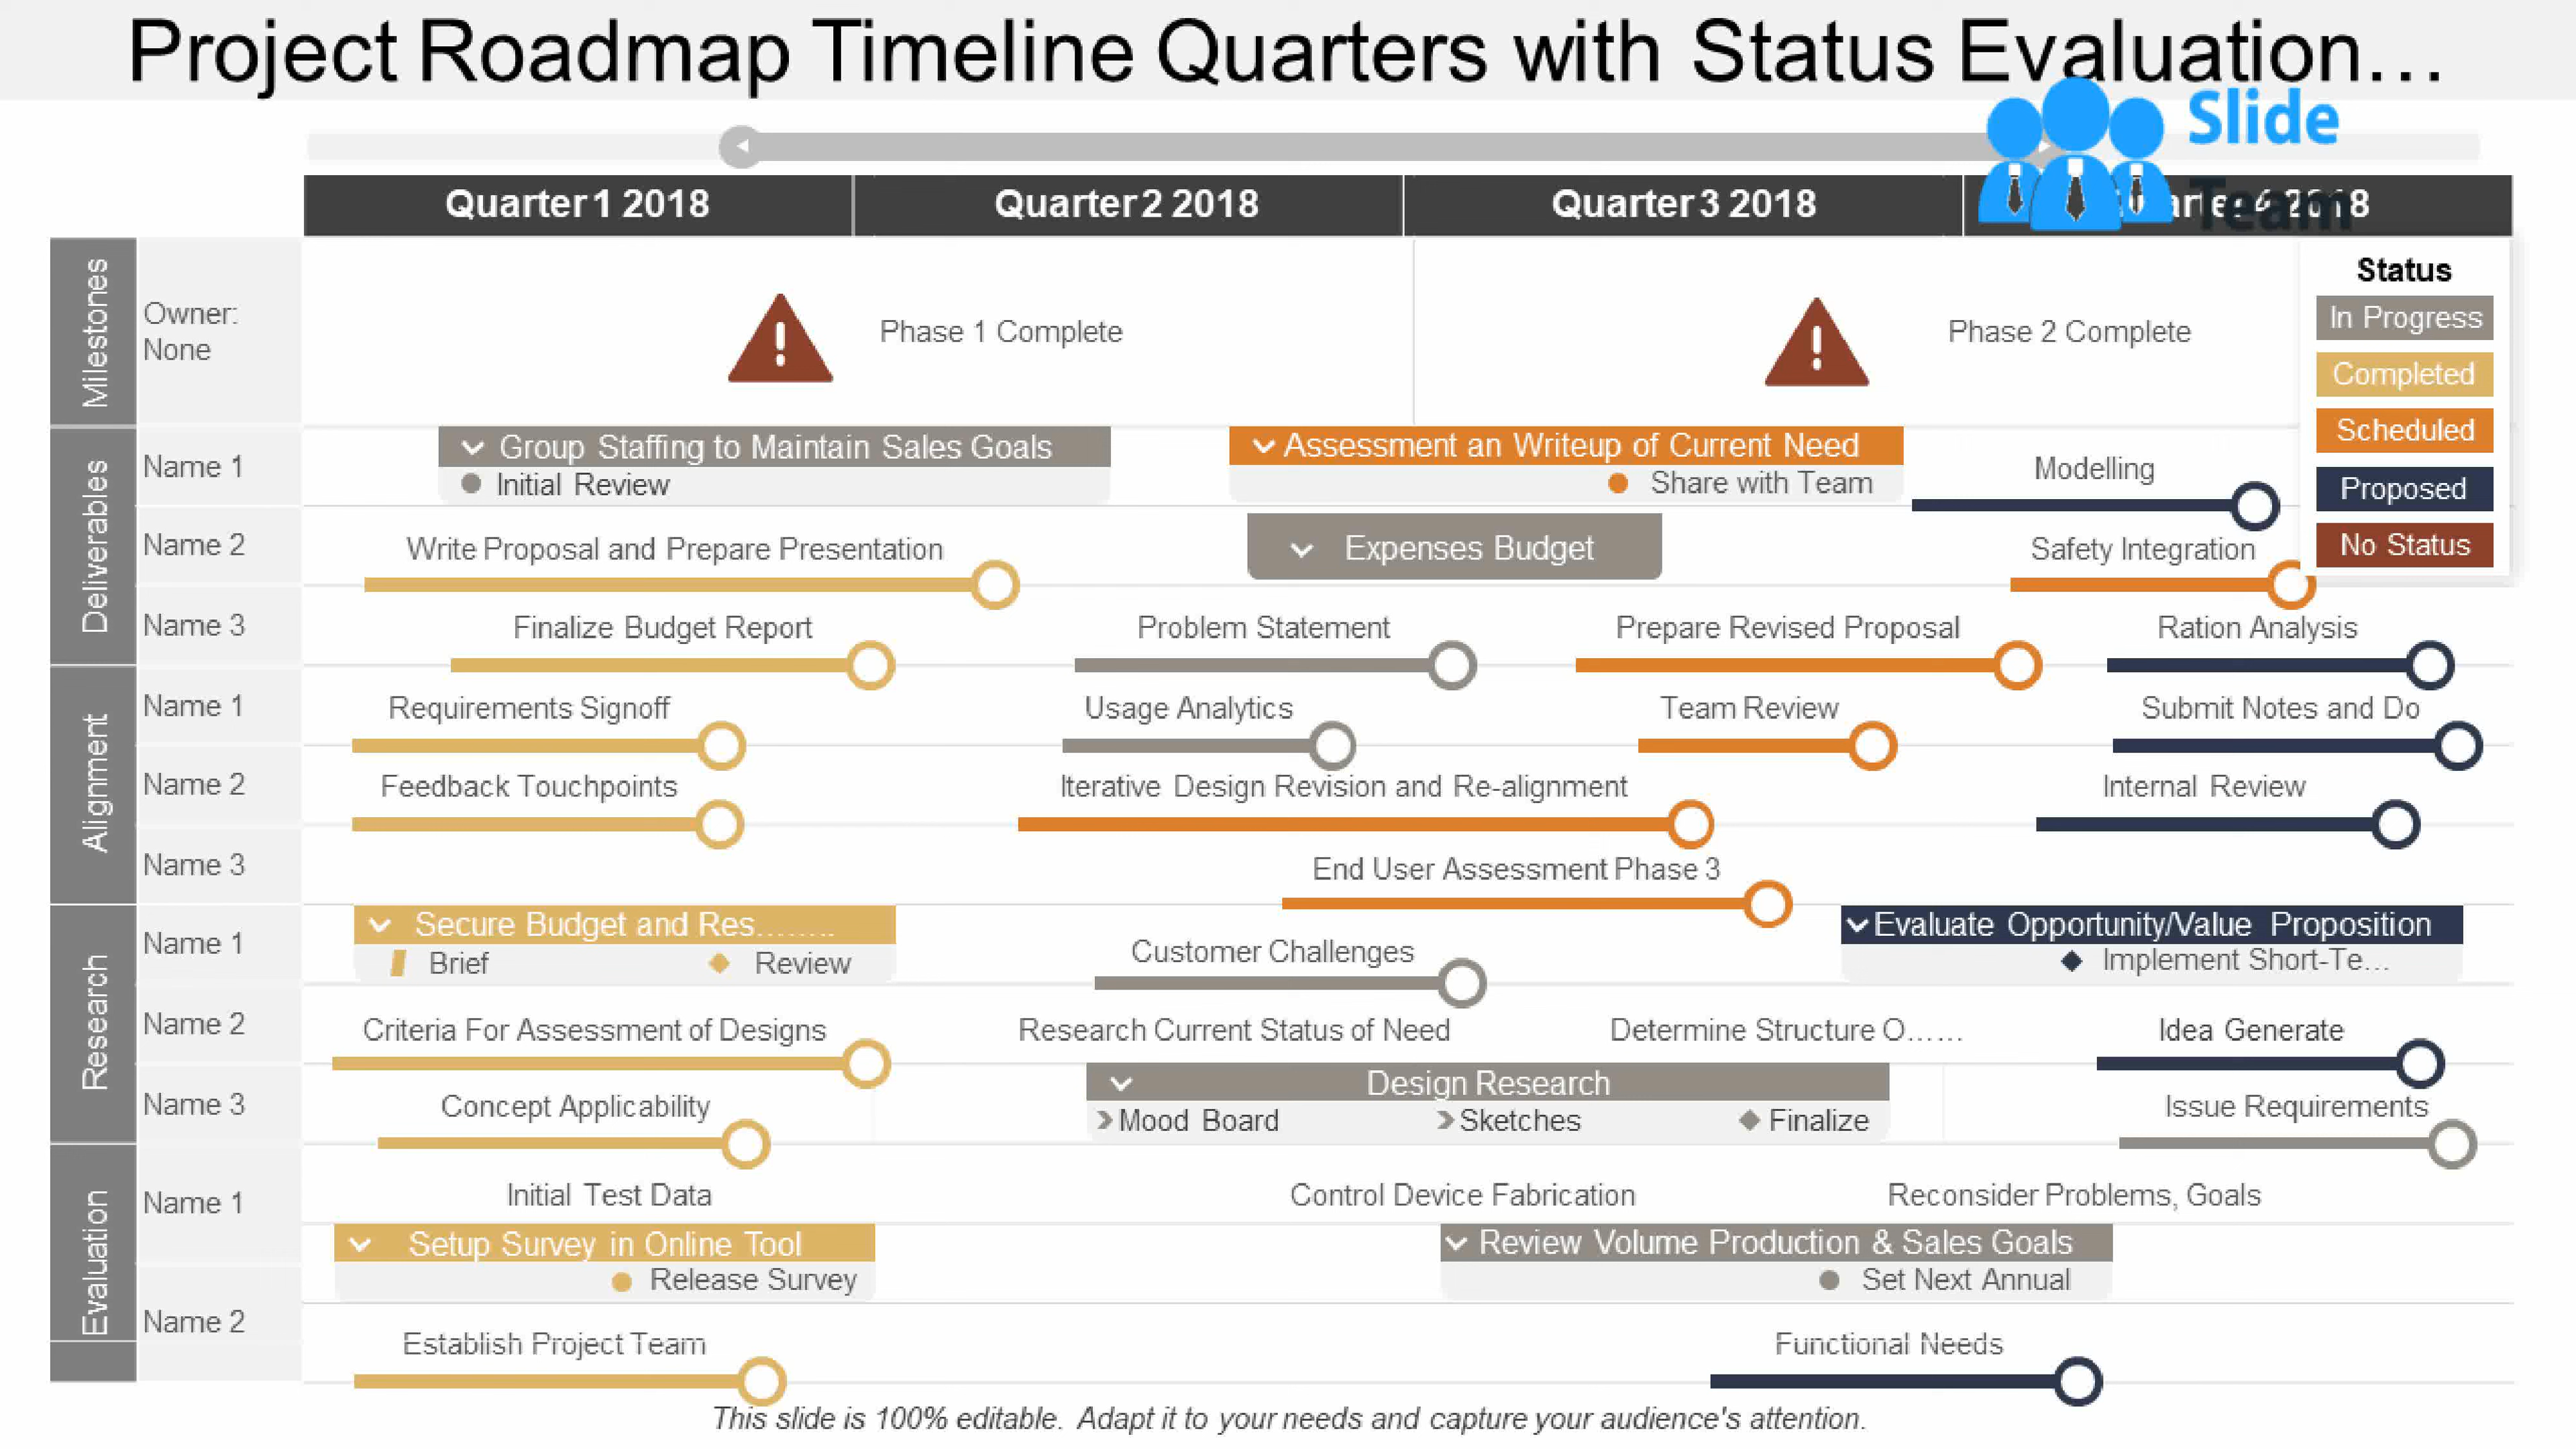 Project Roadmap Timeline Quarters with Status Evaluation...
Slide
Team
Quarter 1 2018
Quarter 2 2018
Quarter 3 2018
Quarter 4 2018
Milestones
Owner:
None
Phase 1 Complete
Phase 2 Complete
Status
In Progress
Completed
Scheduled
Proposed
No Status
Deliverables
Name 1
Group Staffing to Maintain Sales Goals
Initial Review
Assessment an Writeup of Current Need
Share with Team
Modelling
Name 2
Write Proposal and Prepare Presentation
Expenses Budget
Safety Integration
Name 3
Finalize Budget Report
Problem Statement
Prepare Revised Proposal
Ration Analysis
Alignment
Name 1
Requirements Signoff
Usage Analytics
Team Review
Submit Notes and Do
Name 2
Feedback Touchpoints
Iterative Design Revision and Re-alignment
Internal Review
Name 3
End User Assessment Phase 3
Research
Name 1
Secure Budget and Res.........
Brief
Review
Customer Challenges
Evaluate Opportunity/Value Proposition
Implement Short-Te...
Name 2
Criteria For Assessment of Designs
Research Current Status of Need
Determine Structure O......
Idea Generate
Name 3
Concept Applicability
Design Research
Mood Board
Sketches
Finalize
Issue Requirements
Evaluation
Name 1
Initial Test Data
Control Device Fabrication
Reconsider Problems, Goals
Setup Survey in Online Tool
Release Survey
Review Volume Production & Sales Goals
Set Next Annual
Name 2
Establish Project Team
Functional Needs
This slide is 100% editable. Adapt it to your needs and capture your audience's attention.